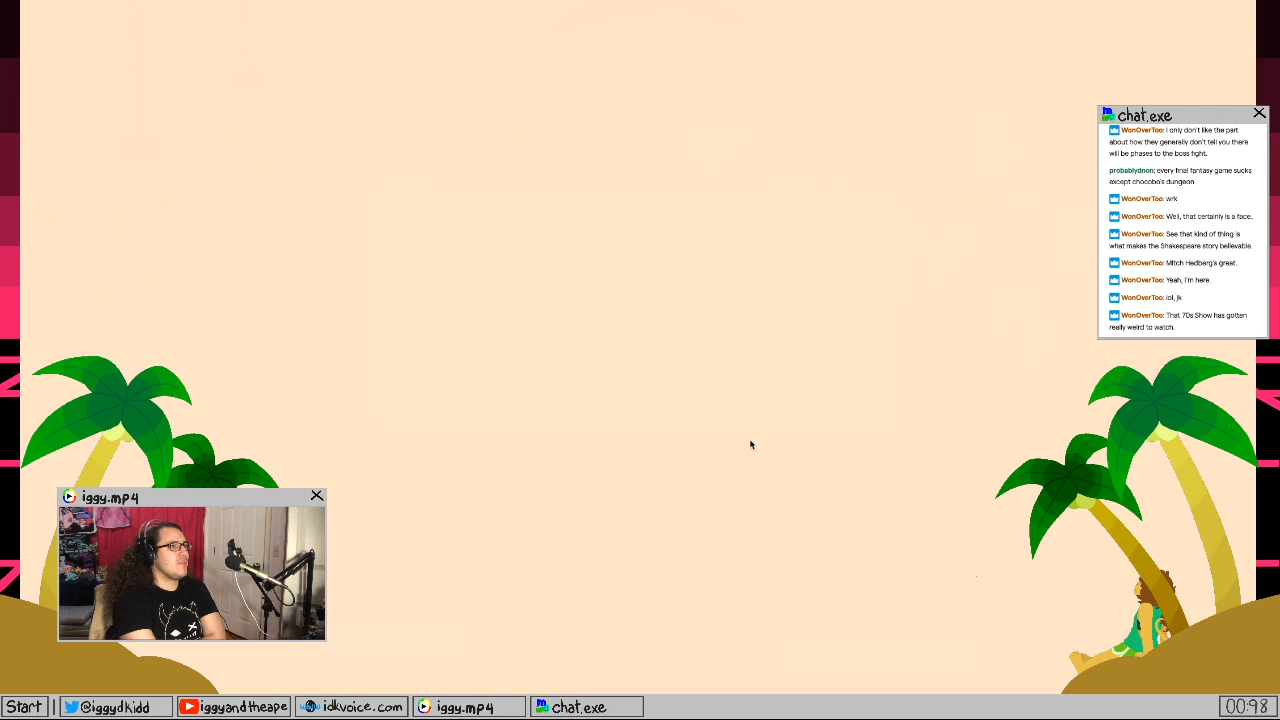 chat.exe
WonOverToo: I only don't like the part
about how they generally don't tell you there
will be phases to the boss fight.
probablydnon: every final fantasy game sucks
except chocobo's dungeon
WonOverToo: wrk
WonOverToo: Well, that certainly is a face..
WonOverToo: See that kind of thing is
what makes the Shakespeare story believable.
WonOverToo: Mitch Hedberg's great.
WonOverToo: Yeah, I'm here.
WonOverToo: lol, jk
WonOverToo: That 70s Show has gotten
really weird to watch.
iggy.mp4
Start | @iggydkidd iggyandtheape www idkvoice.com iggy.mp4 chat.exe 00:98